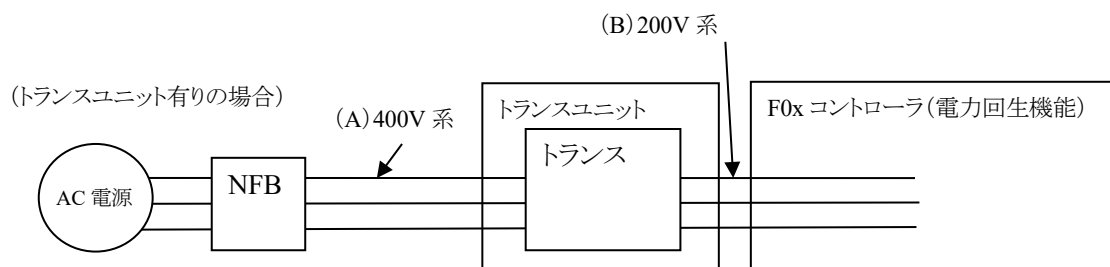 (B)200V 系
(トランスユニット有りの場合)
(A)400V 系
トランスユニット
F0x コントローラ(電力回生機能)
トランス
NFB
AC 電源